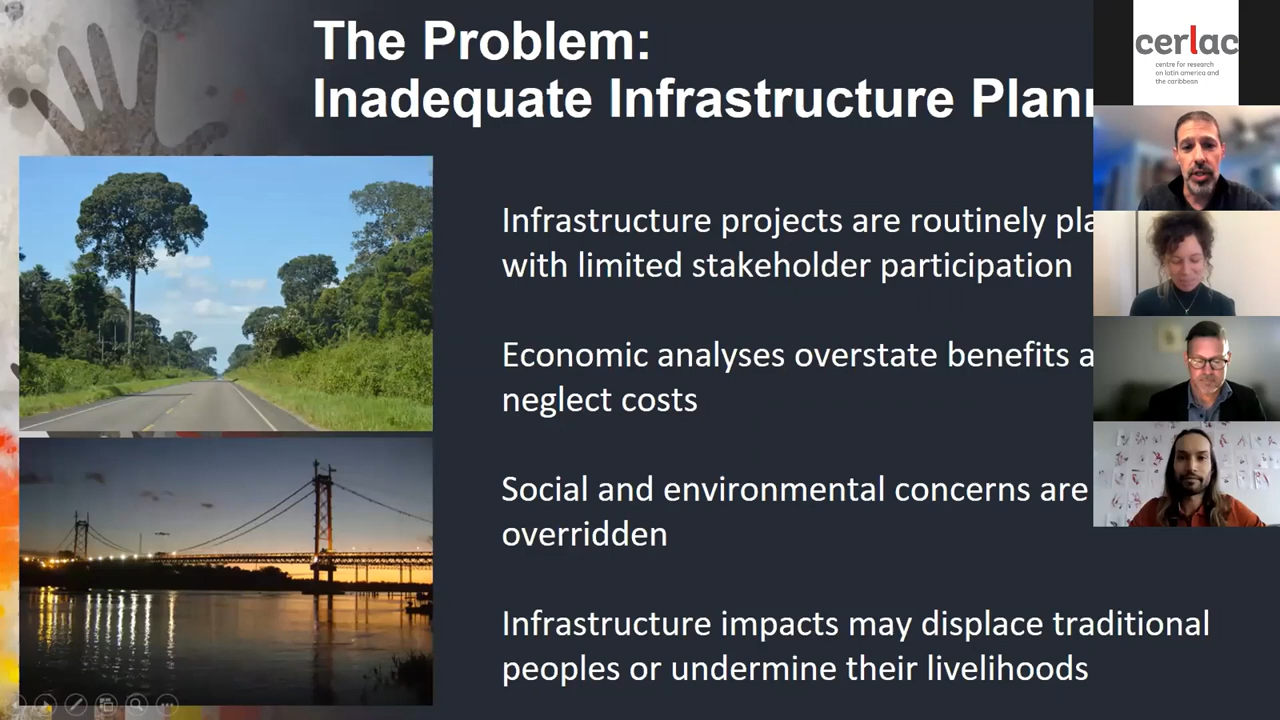 The Problem:
Inadequate Infrastructure Plan
Infrastructure projects are routinely pla
with limited stakeholder participation
Economic analyses overstate benefits a
neglect costs
Social and environmental concerns are
overridden
Infrastructure impacts may displace traditional
peoples or undermine their livelihoods
cerlac
centre for research
on latin america and
the caribbean